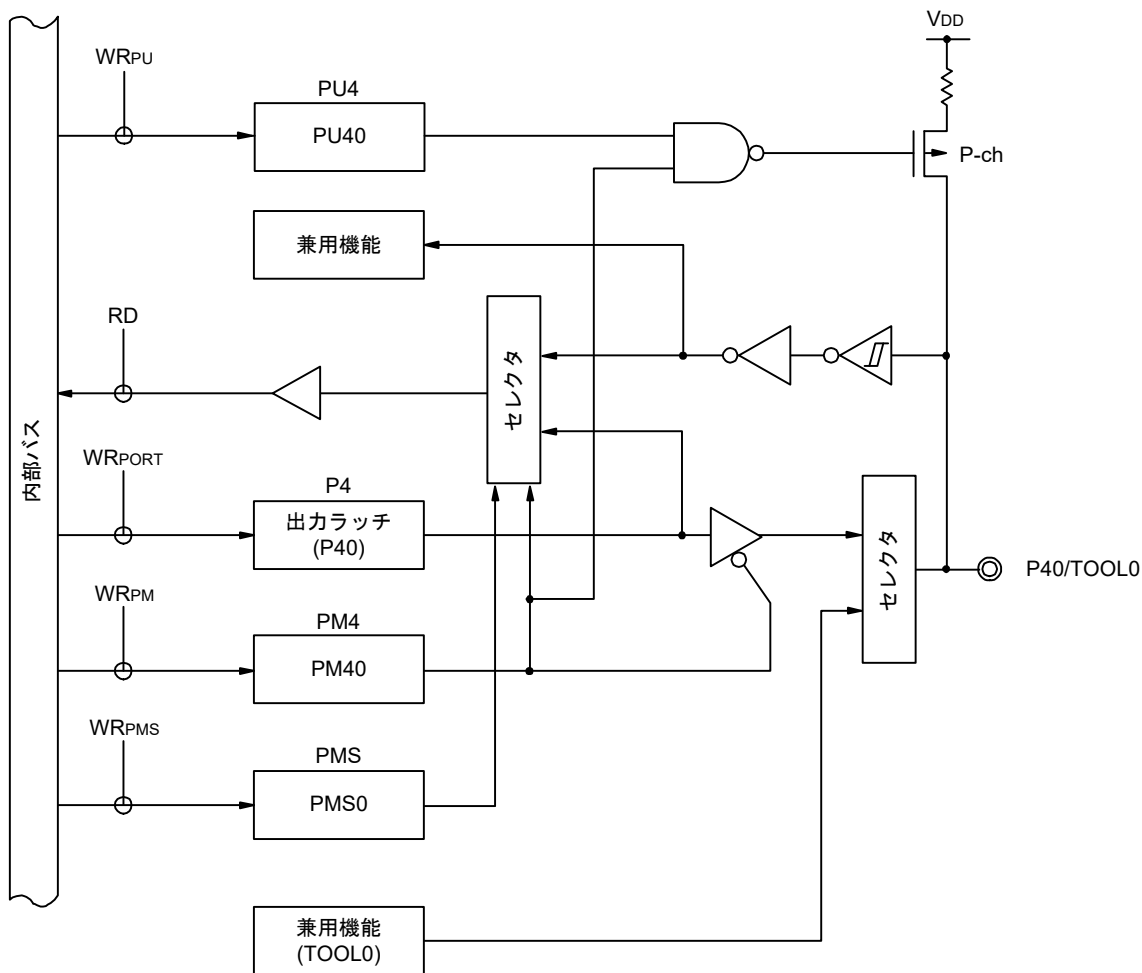 VDD
WRPU
PU4
PU40
P-ch
兼用機能
RD
セレクタ
内部バス
WRPORT
P4
出力ラッチ
(P40)
セレクタ
P40/TOOL0
WRPM
PM4
PM40
WRPMS
PMS
PMS0
兼用機能
(TOOL0)